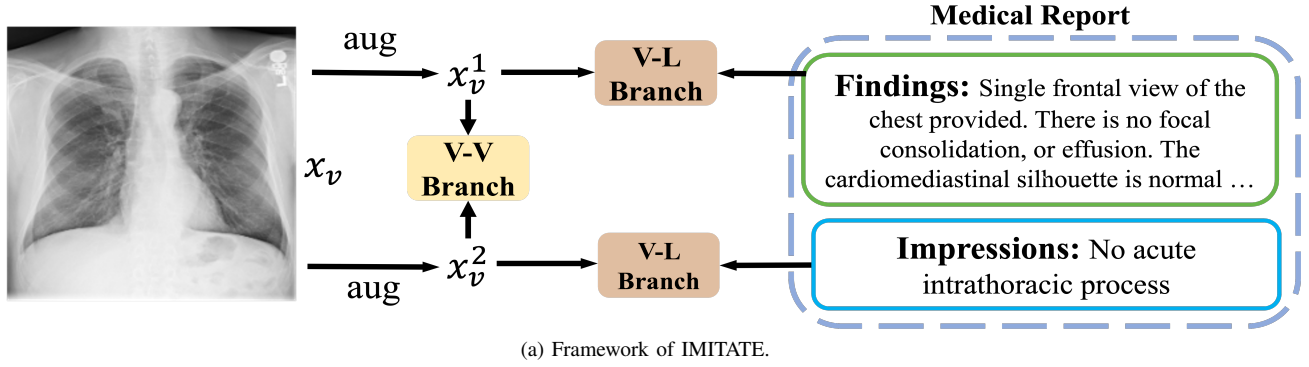 Medical Report
aug
x_v^1
V-L
Branch
Findings: Single frontal view of the
chest provided. There is no focal
consolidation, or effusion. The
cardiomediastinal silhouette is normal …
x_v
V-V
Branch
x_v^2
V-L
Branch
Impressions: No acute
intrathoracic process
aug
(a) Framework of IMITATE.